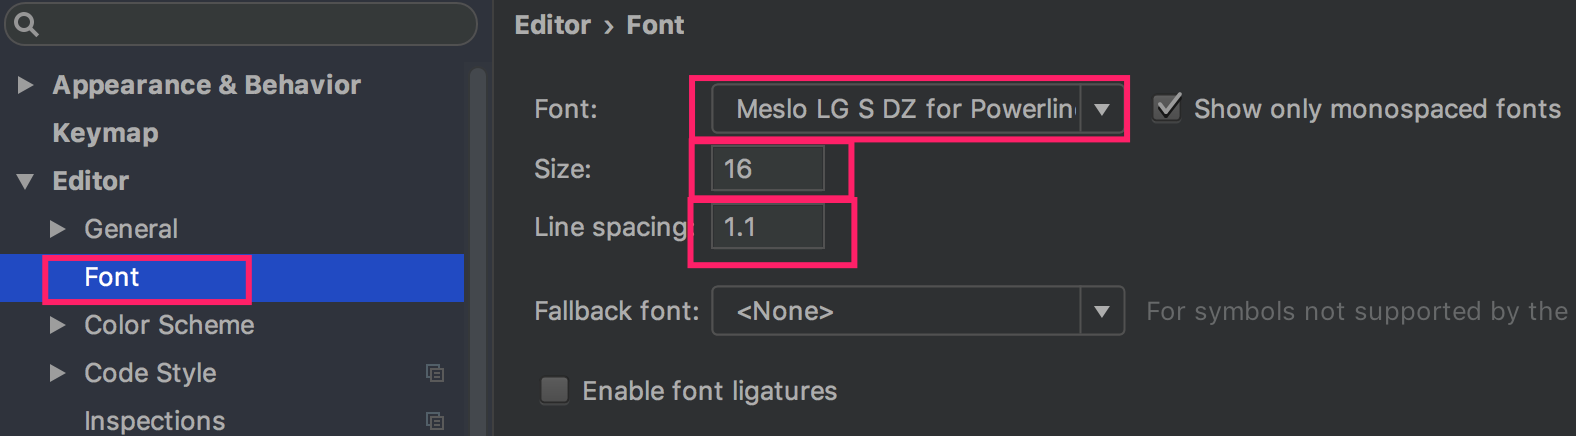 Appearance & Behavior
Keymap
Editor
General
Font
Color Scheme
Code Style
Inspections
Editor › Font
Font: Meslo LG S DZ for Powerlin Show only monospaced fonts
Size: 16
Line spacing: 1.1
Fallback font: <None> For symbols not supported by the
Enable font ligatures